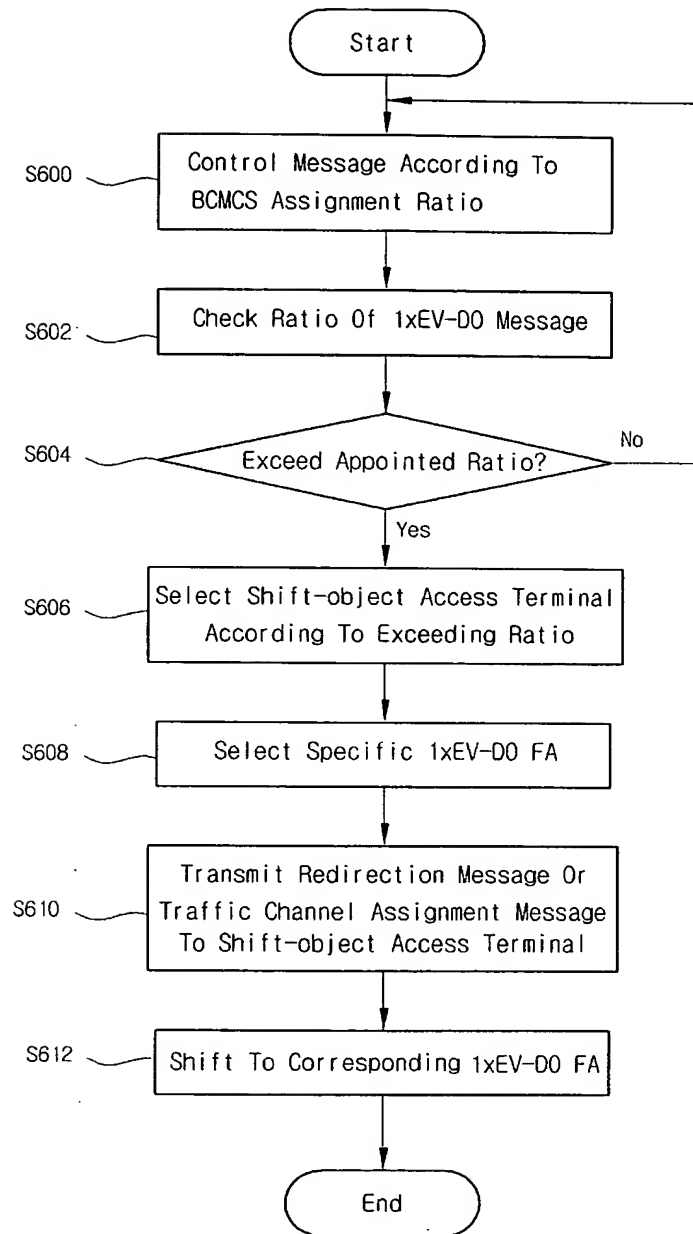 Start
S600
Control Message According To
BCMCS Assignment Ratio
S602
Check Ratio Of 1xEV-DO Message
S604
Exceed Appointed Ratio?
No
Yes
S606
Select Shift-object Access Terminal
According To Exceeding Ratio
S608
Select Specific 1xEV-DO FA
S610
Transmit Redirection Message Or
Traffic Channel Assignment Message
To Shift-object Access Terminal
S612
Shift To Corresponding 1xEV-DO FA
End